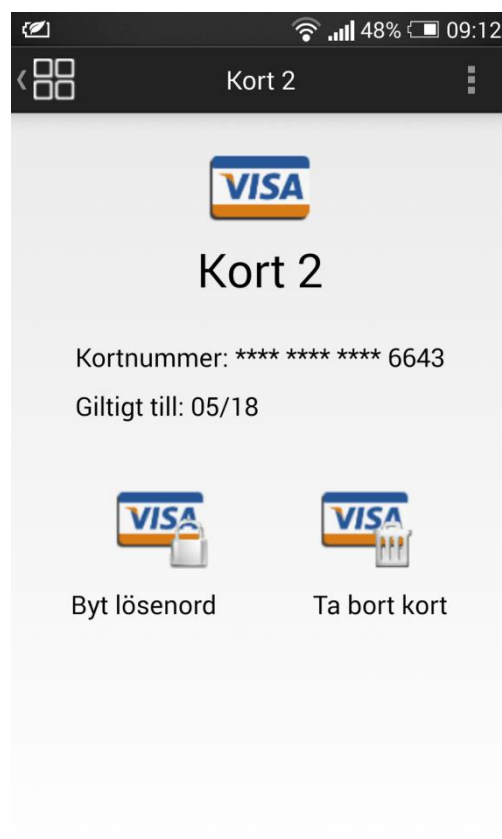 48% 09:12
Kort 2
VISA
Kort 2
Kortnummer: **** **** **** 6643
Giltigt till: 05/18
VISA VISA
Byt lösenord Ta bort kort